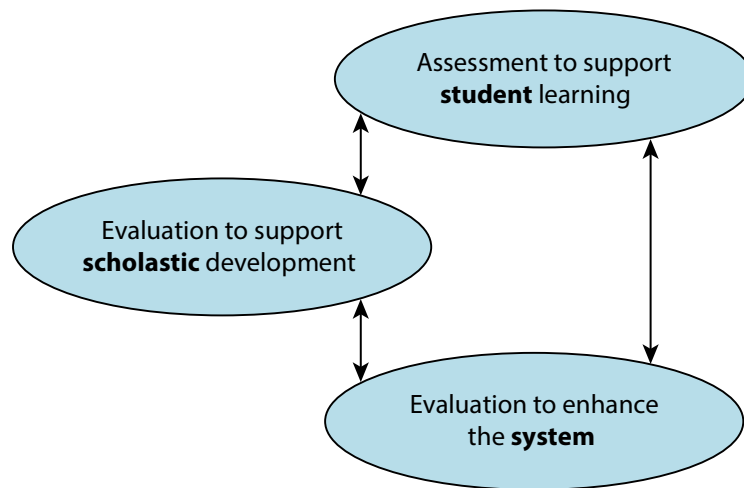 Assessment to support
student learning
Evaluation to support
scholastic development
Evaluation to enhance
the system